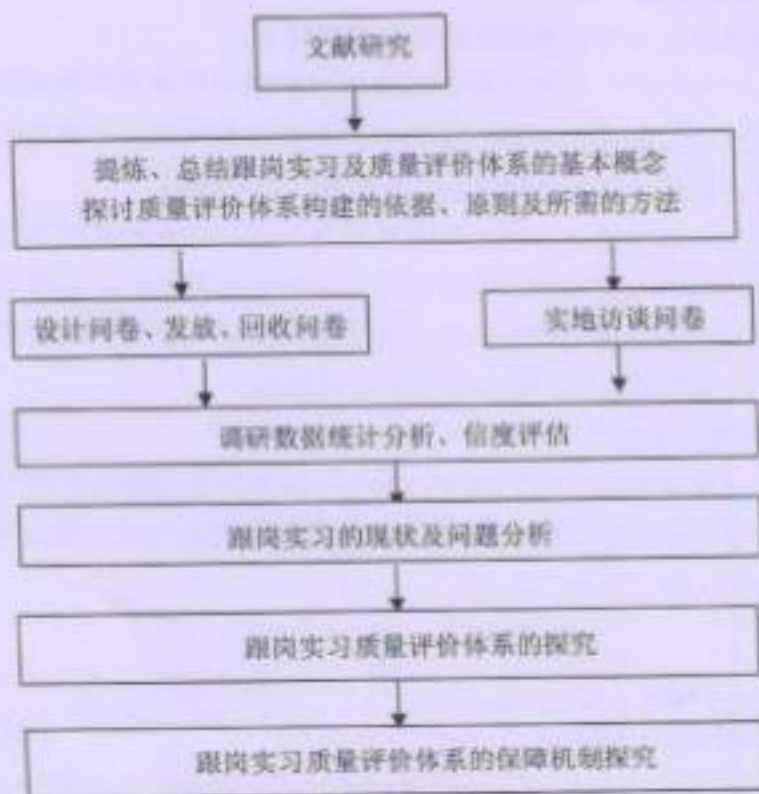 文献研究
提炼、总结跟岗实习及质量评价体系的基本概念
探讨质量评价体系构建的依据、原则及所需的方法
设计问卷、发放、回收问卷
实地访谈问卷
调研数据统计分析、信度评估
跟岗实习的现状及问题分析
跟岗实习质量评价体系的探究
跟岗实习质量评价体系的保障机制探究